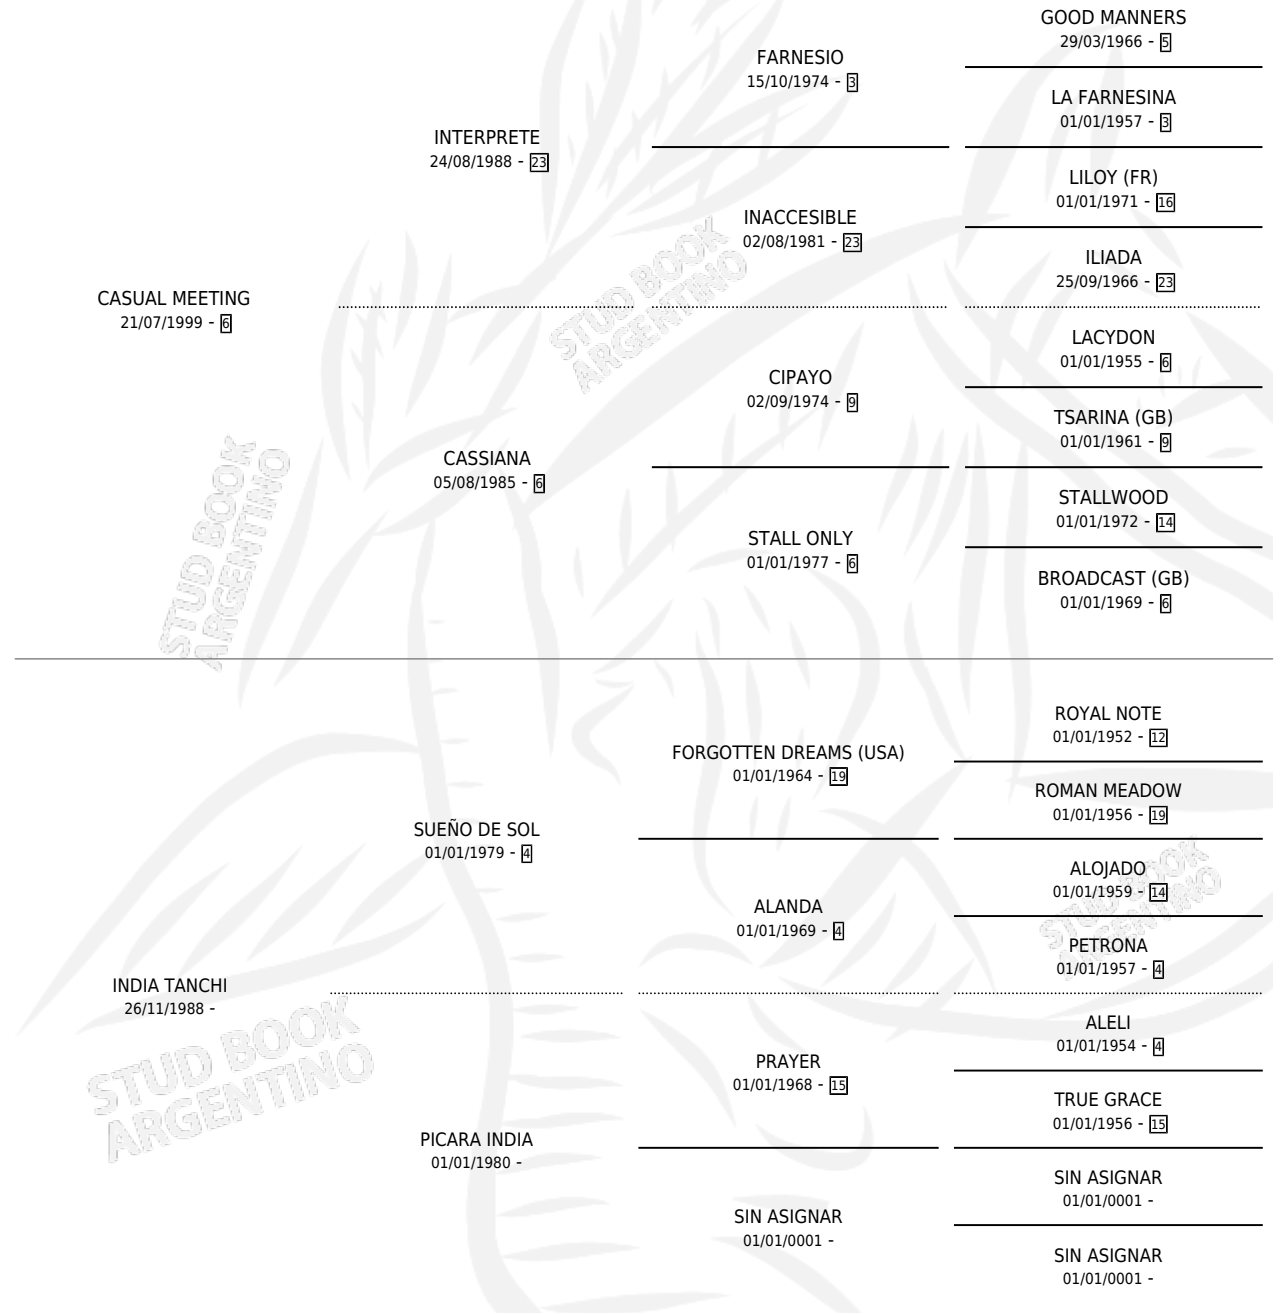 GOOD MANNERS
29/03/1966 - 5
FARNESIO
15/10/1974 - 3
LA FARNESINA
01/01/1957 - 3
INTERPRETE
24/08/1988 - 23
LILOY (FR)
01/01/1971 - 16
INACCESIBLE
02/08/1981 - 23
ILIADA
25/09/1966 - 23
CASUAL MEETING
21/07/1999 - 6
LACYDON
01/01/1955 - 6
CIPAYO
02/09/1974 - 9
TSARINA (GB)
01/01/1961 - 9
CASSIANA
05/08/1985 - 6
STALLWOOD
01/01/1972 - 14
STALL ONLY
01/01/1977 - 6
BROADCAST (GB)
01/01/1969 - 6
ROYAL NOTE
01/01/1952 - 12
FORGOTTEN DREAMS (USA)
01/01/1964 - 19
ROMAN MEADOW
01/01/1956 - 19
SUEÑO DE SOL
01/01/1979 - 4
ALOJADO
01/01/1959 - 14
ALANDA
01/01/1969 - 4
PETRONA
01/01/1957 - 4
INDIA TANCHI
26/11/1988 -
ALELI
01/01/1954 - 4
PRAYER
01/01/1968 - 15
TRUE GRACE
01/01/1956 - 15
PICARA INDIA
01/01/1980 -
SIN ASIGNAR
01/01/0001 -
SIN ASIGNAR
01/01/0001 -
SIN ASIGNAR
01/01/0001 -
STUD BOOK
ARGENTINO
STUD BOOK
ARGENTINO
STUD BOOK
ARGENTINO
STUD BOOK
ARGENTINO